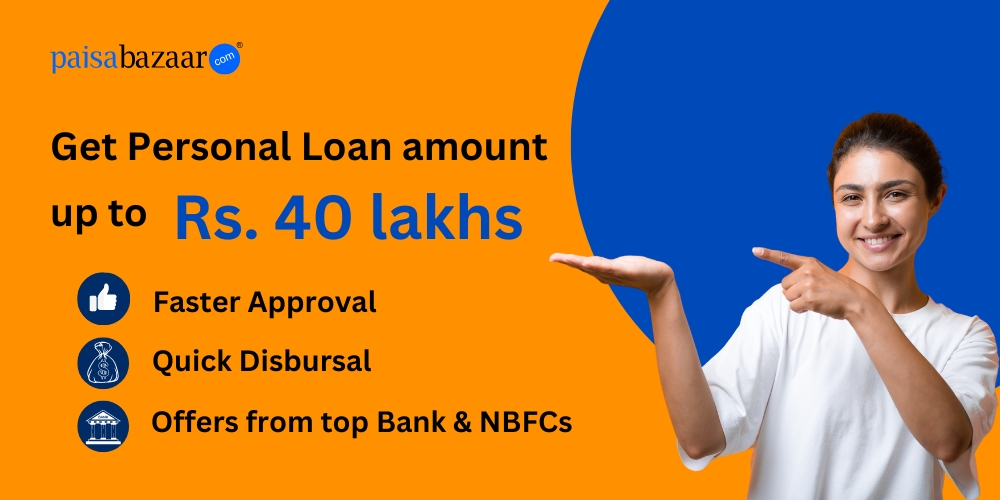 paisabazaar.com®
Get Personal Loan amount
up to Rs. 40 lakhs
Faster Approval
Quick Disbursal
BANK
Offers from top Bank & NBFCs